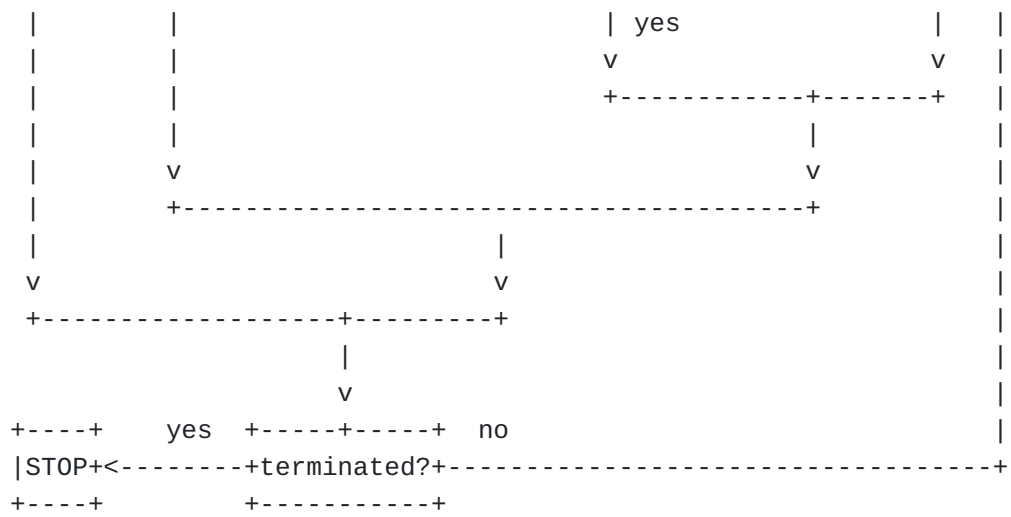 |        |                           | yes                |   |
 |        |                           v                    v   |
 |        |                           +------------+-------+   |
 |        |                                        |           |
 |        v                                        v           |
 |        +----------------------------------------+           |
 |                             |                               |
 v                             v                               |
 +-------------------+---------+                               |
                     |                                         |
                     v                                         |
+----+    yes  +-----+-----+  no                               |
|STOP+<--------+terminated?+-----------------------------------+
+----+         +-----------+